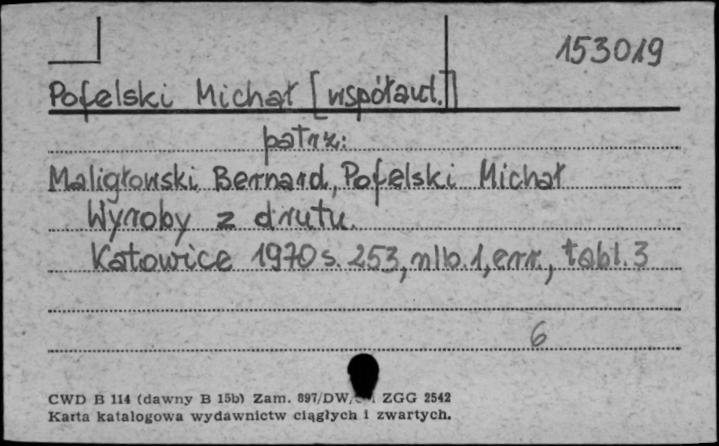 153019
Pofelski Michał [współaut.]
patrz:
Maligłowski Bernard, Pofelski Michał
Wyroby z drutu.
Katowice 1970 s. 253, nlb. 1, err., tabl. 3
6
CWD B 114 (dawny B 15b) Zam. 897/DW/ ZGG 2542
Karta katalogowa wydawnictw ciągłych i zwartych.